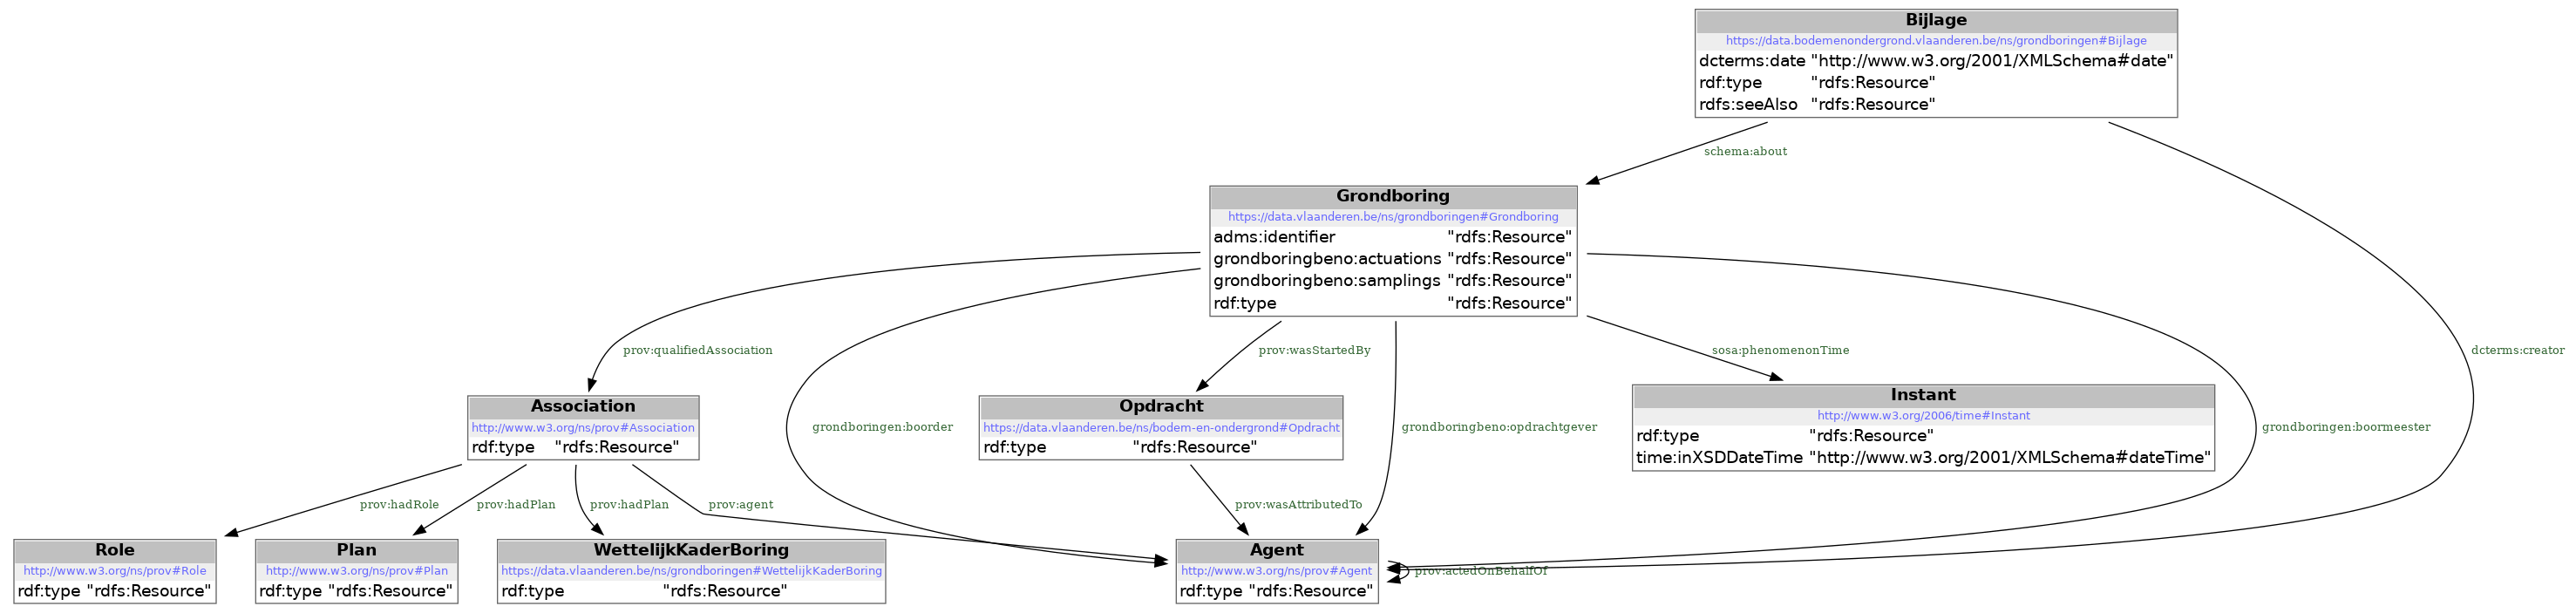 Bijlage
https://data.bodemenondergrond.vlaanderen.be/ns/grondboringen#Bijlage
dcterms:date "http://www.w3.org/2001/XMLSchema#date"
rdf:type "rdfs:Resource"
rdfs:seeAlso "rdfs:Resource"
schema:about
Grondboring
https://data.vlaanderen.be/ns/grondboringen#Grondboring
adms:identifier "rdfs:Resource"
grondboringbeno:actuations "rdfs:Resource"
grondboringbeno:samplings "rdfs:Resource"
rdf:type "rdfs:Resource"
prov:qualifiedAssociation
prov:wasStartedBy
sosa:phenomenonTime
dcterms:creator
Association
http://www.w3.org/ns/prov#Association
rdf:type "rdfs:Resource"
grondboringen:boorder
Opdracht
https://data.vlaanderen.be/ns/bodem-en-ondergrond#Opdracht
rdf:type "rdfs:Resource"
grondboringbeno:opdrachtgever
Instant
http://www.w3.org/2006/time#Instant
rdf:type "rdfs:Resource"
time:inXSDDateTime "http://www.w3.org/2001/XMLSchema#dateTime"
grondboringen:boormeester
prov:hadRole
prov:hadPlan
prov:hadPlan
prov:agent
prov:wasAttributedTo
Role
http://www.w3.org/ns/prov#Role
rdf:type "rdfs:Resource"
Plan
http://www.w3.org/ns/prov#Plan
rdf:type "rdfs:Resource"
WettelijkKaderBoring
https://data.vlaanderen.be/ns/grondboringen#WettelijkKaderBoring
rdf:type "rdfs:Resource"
Agent
http://www.w3.org/ns/prov#Agent
rdf:type "rdfs:Resource"
prov:actedOnBehalfOf